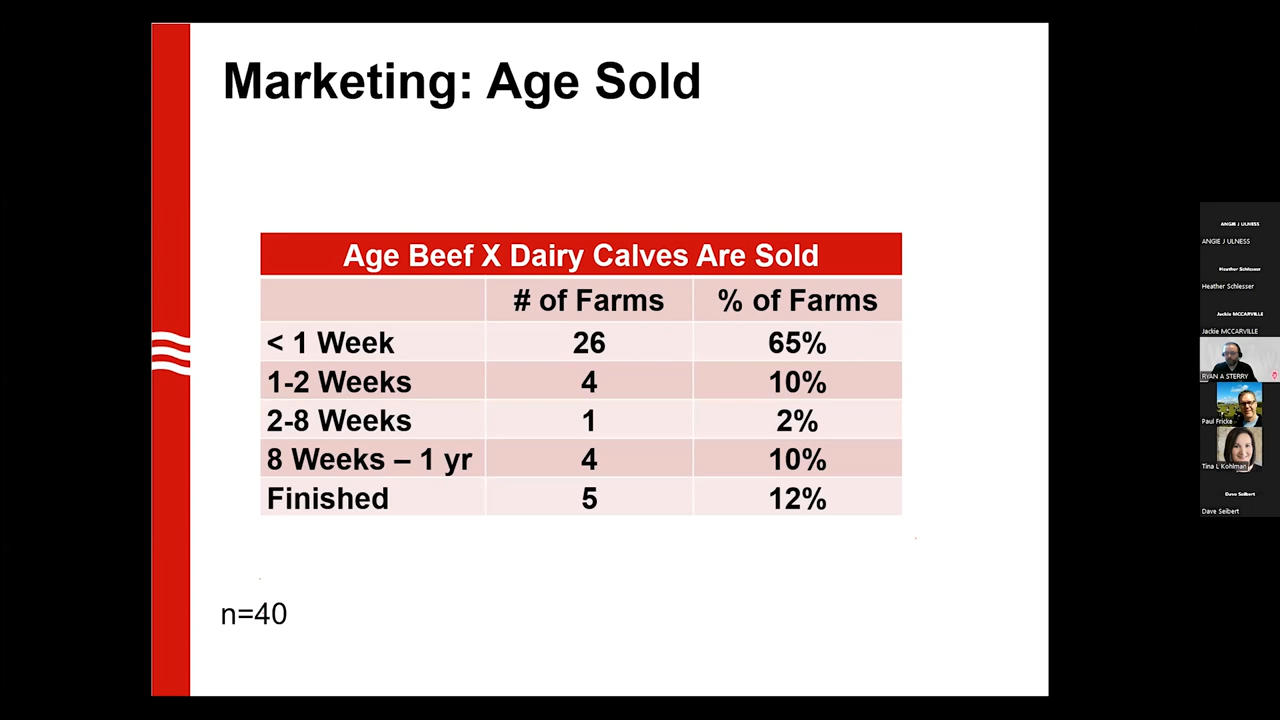 Marketing: Age Sold
Age Beef X Dairy Calves Are Sold
# of Farms % of Farms
< 1 Week 26 65%
1-2 Weeks 4 10%
2-8 Weeks 1 2%
8 Weeks – 1 yr 4 10%
Finished 5 12%
n=40
ANGIE J ULNESS
ANGIE J ULNESS
Heather Schlesser
Heather Schlesser
Jackie MCCARVILLE
Jackie MCCARVILLE
RYAN A STERRY
Paul Fricke
Tina L Kohlman
Dave Seibert
Dave Seibert